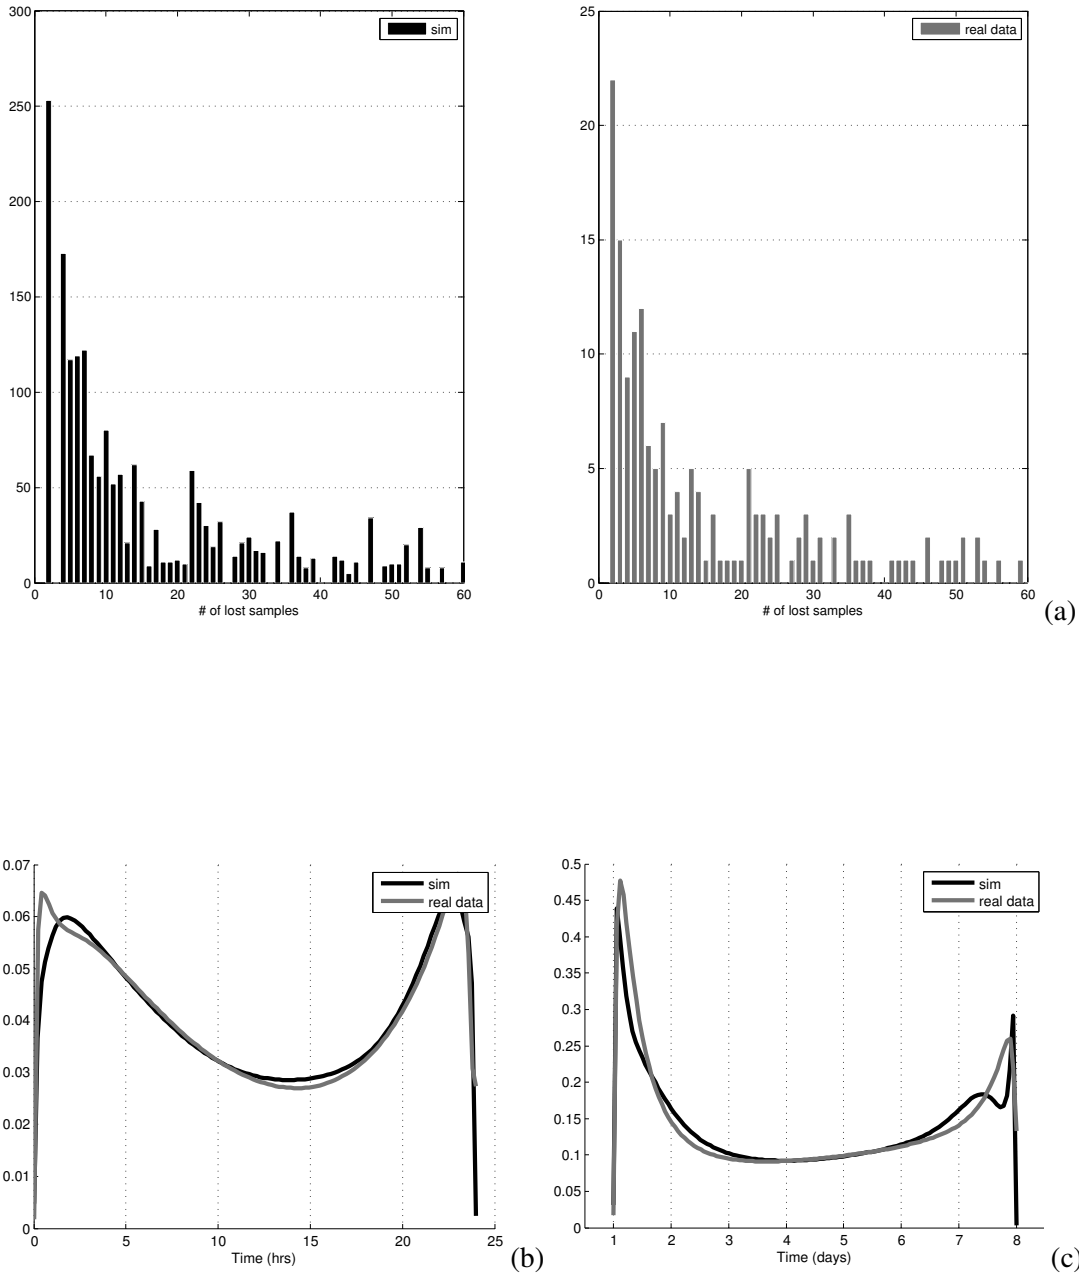 300
250
200
150
100
50
0
0 10 20 30 40 50 60
# of lost samples
sim
25
20
15
10
5
0
0 10 20 30 40 50 60
# of lost samples
real data
(a)
0.07
0.06
0.05
0.04
0.03
0.02
0.01
0
0 5 10 15 20 25
Time (hrs)
sim
real data
(b)
0.5
0.45
0.4
0.35
0.3
0.25
0.2
0.15
0.1
0.05
0
1 2 3 4 5 6 7 8
Time (days)
sim
real data
(c)